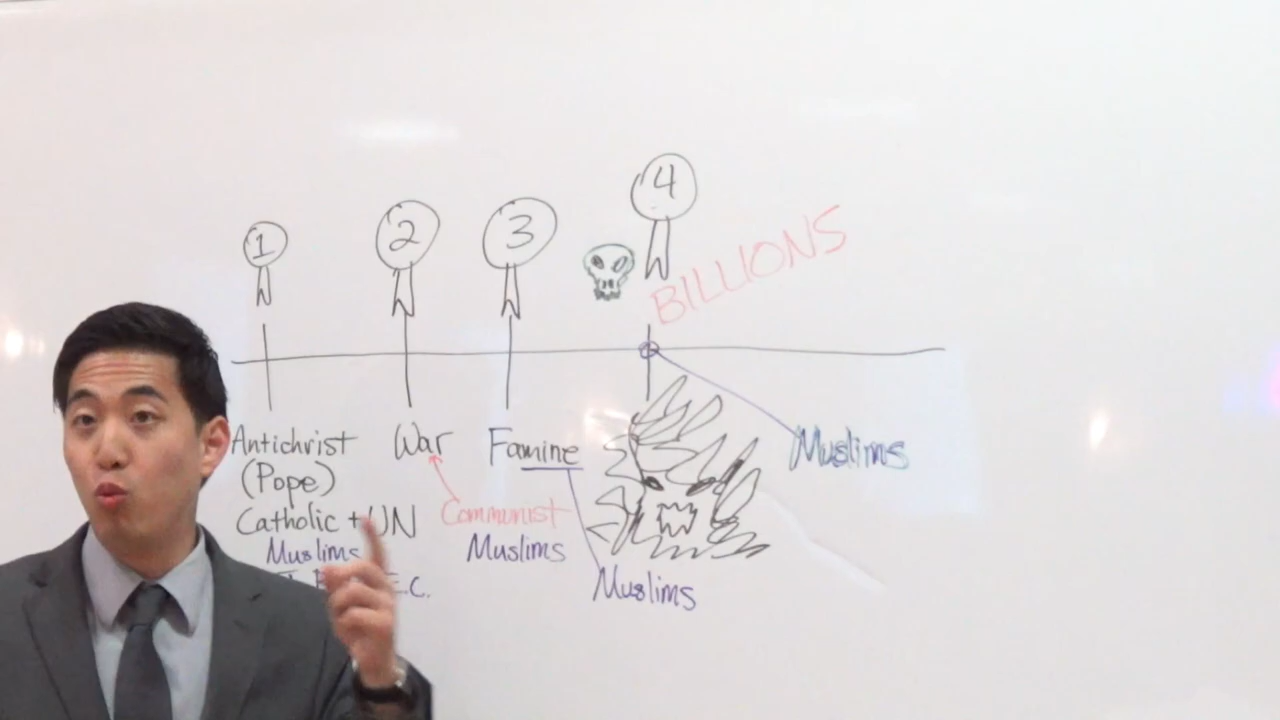 1
2
3
4
BILLIONS
Antichrist
(Pope)
Catholic + UN
Muslims
E.C.
War
Communist
Muslims
Famine
Muslims
Muslims